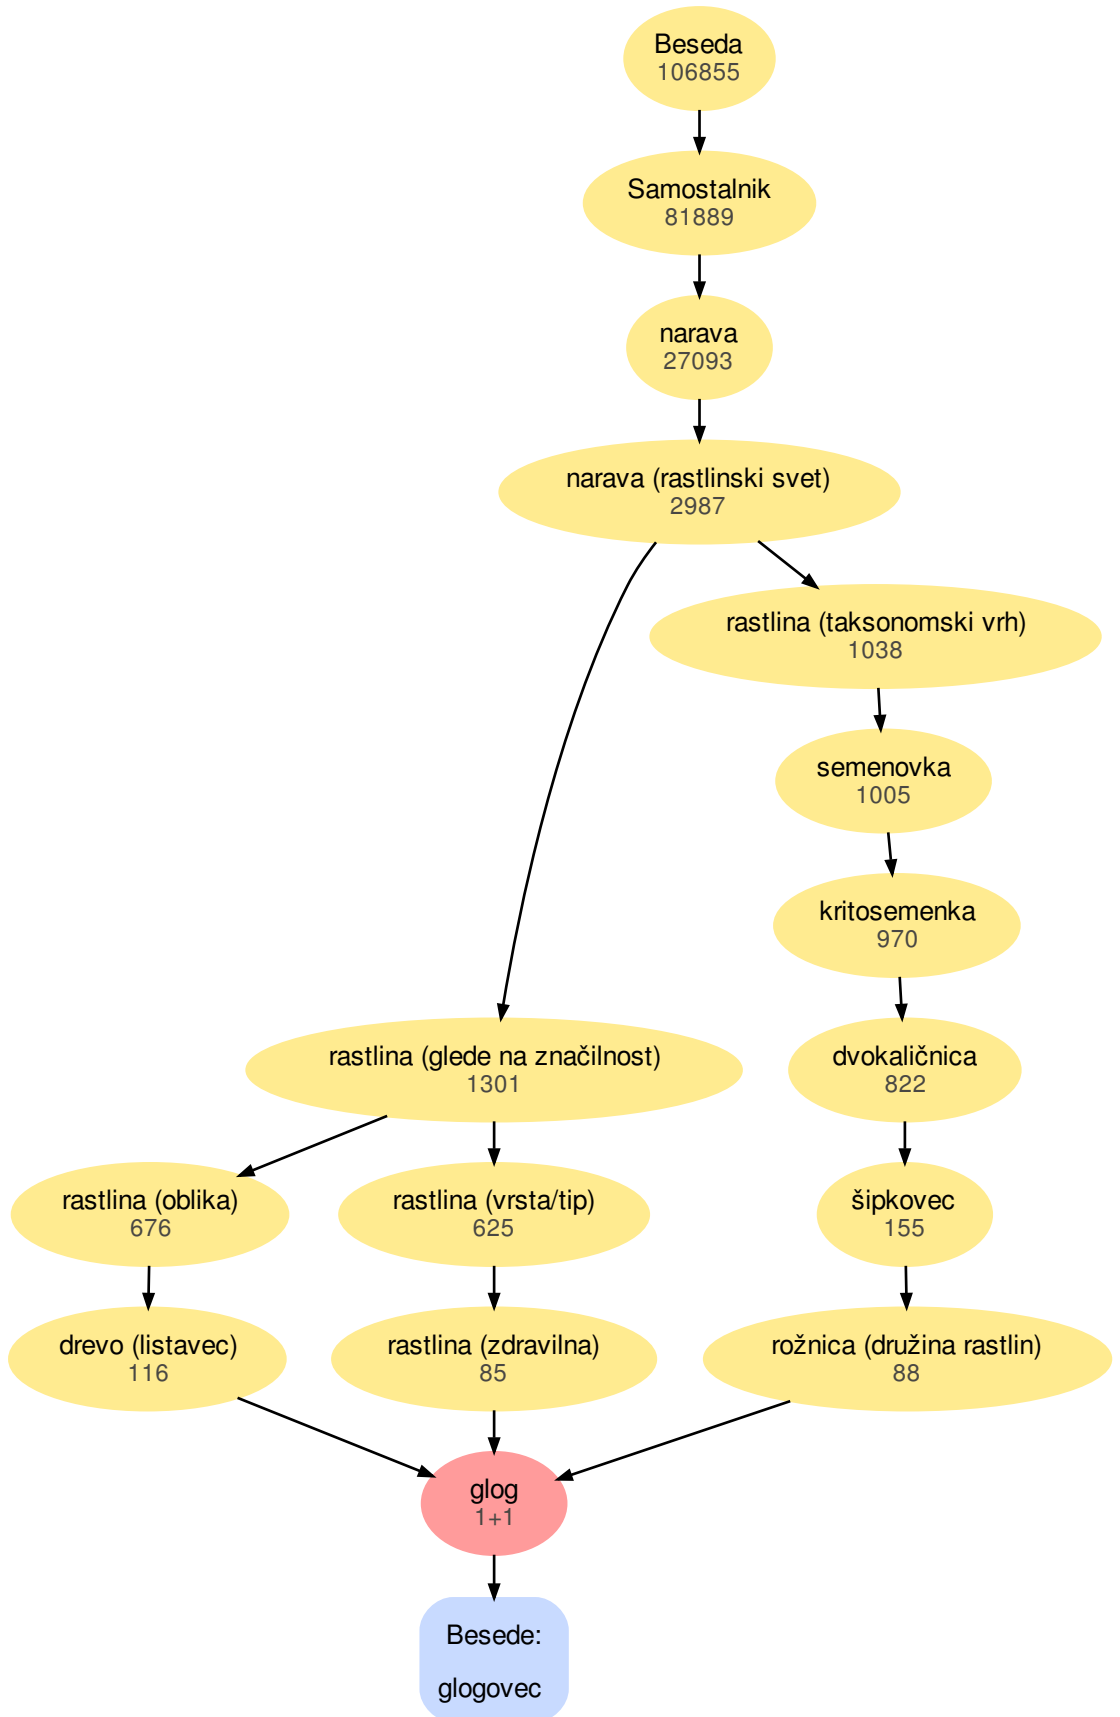 Beseda
106855
Samostalnik
81889
narava
27093
narava (rastlinski svet)
2987
rastlina (taksonomski vrh)
1038
semenovka
1005
kritosemenka
970
rastlina (glede na značilnost)
1301
dvokaličnica
822
rastlina (oblika)
676
rastlina (vrsta/tip)
625
šipkovec
155
drevo (listavec)
116
rastlina (zdravilna)
85
rožnica (družina rastlin)
88
glog
1+1
Besede:
glogovec